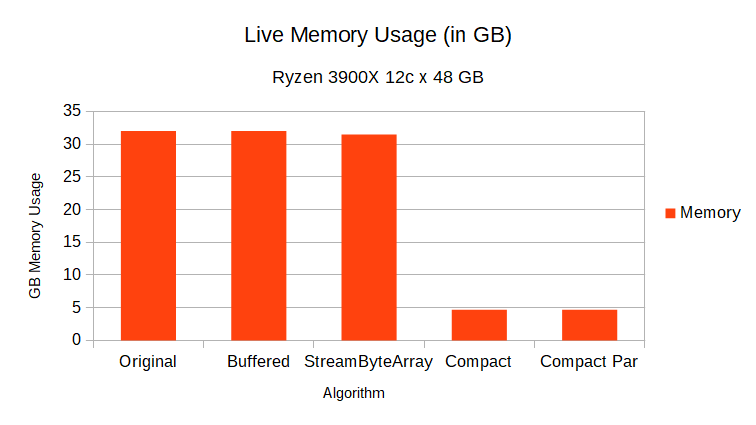 Live Memory Usage (in GB)
Ryzen 3900X 12c x 48 GB
GB Memory Usage
35
30
25
20
15
10
5
0
Original Buffered StreamByteArray Compact Compact Par
Algorithm
Memory